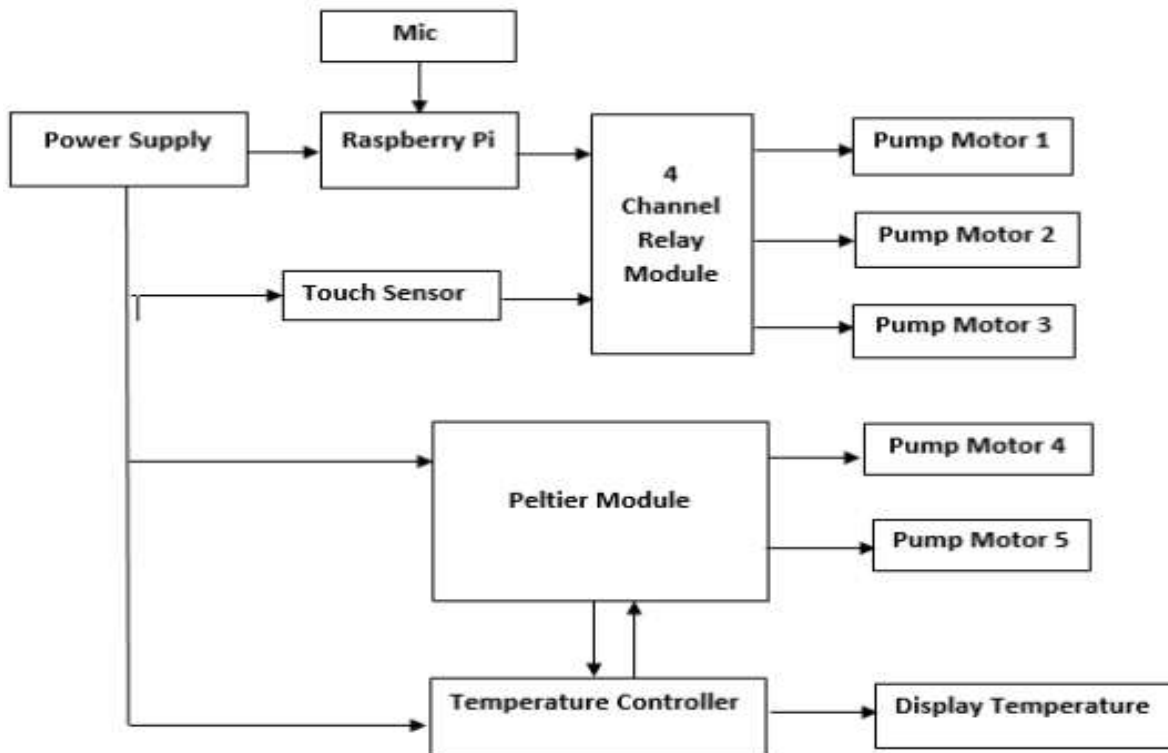 Mic
Power Supply
Raspberry Pi
4
Channel
Relay
Module
Pump Motor 1
Pump Motor 2
Touch Sensor
Pump Motor 3
Peltier Module
Pump Motor 4
Pump Motor 5
Temperature Controller
Display Temperature